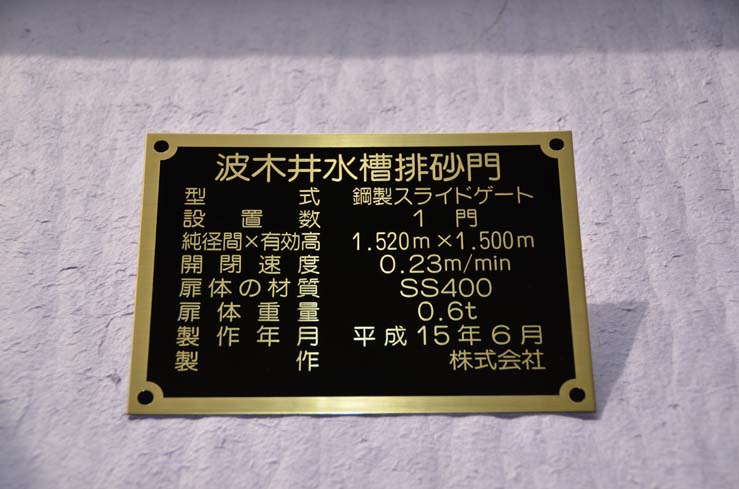 波木井水槽排砂門
型式 鋼製スライドゲート
設置数 1門
純径間×有効高 1.520m×1.500m
開閉速度 0.23m/min
扉体の材質 SS400
扉体重量 0.6t
製作年月 平成15年6月
製作 株式会社